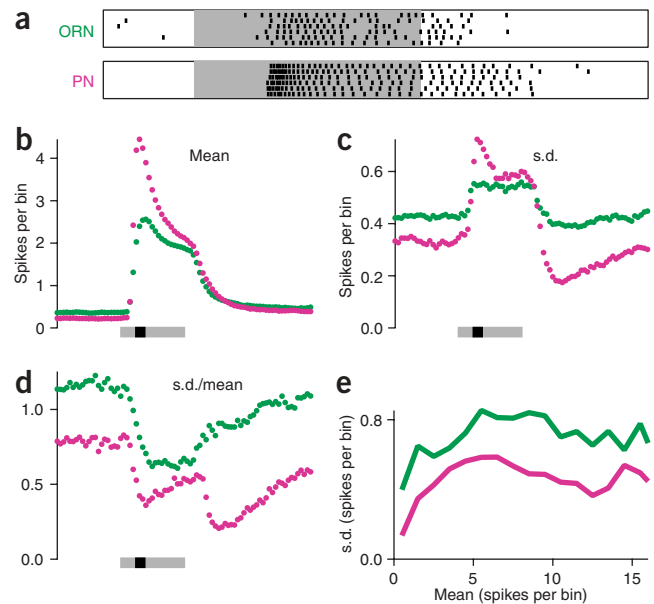 a
ORN
PN
b
Mean
Spikes per bin
4
3
2
1
0
c
s.d.
Spikes per bin
0.6
0.4
0.2
0.0
d
s.d./mean
1.0
0.0
e
s.d. (spikes per bin)
0.8
0.0
0 5 10 15
Mean (spikes per bin)